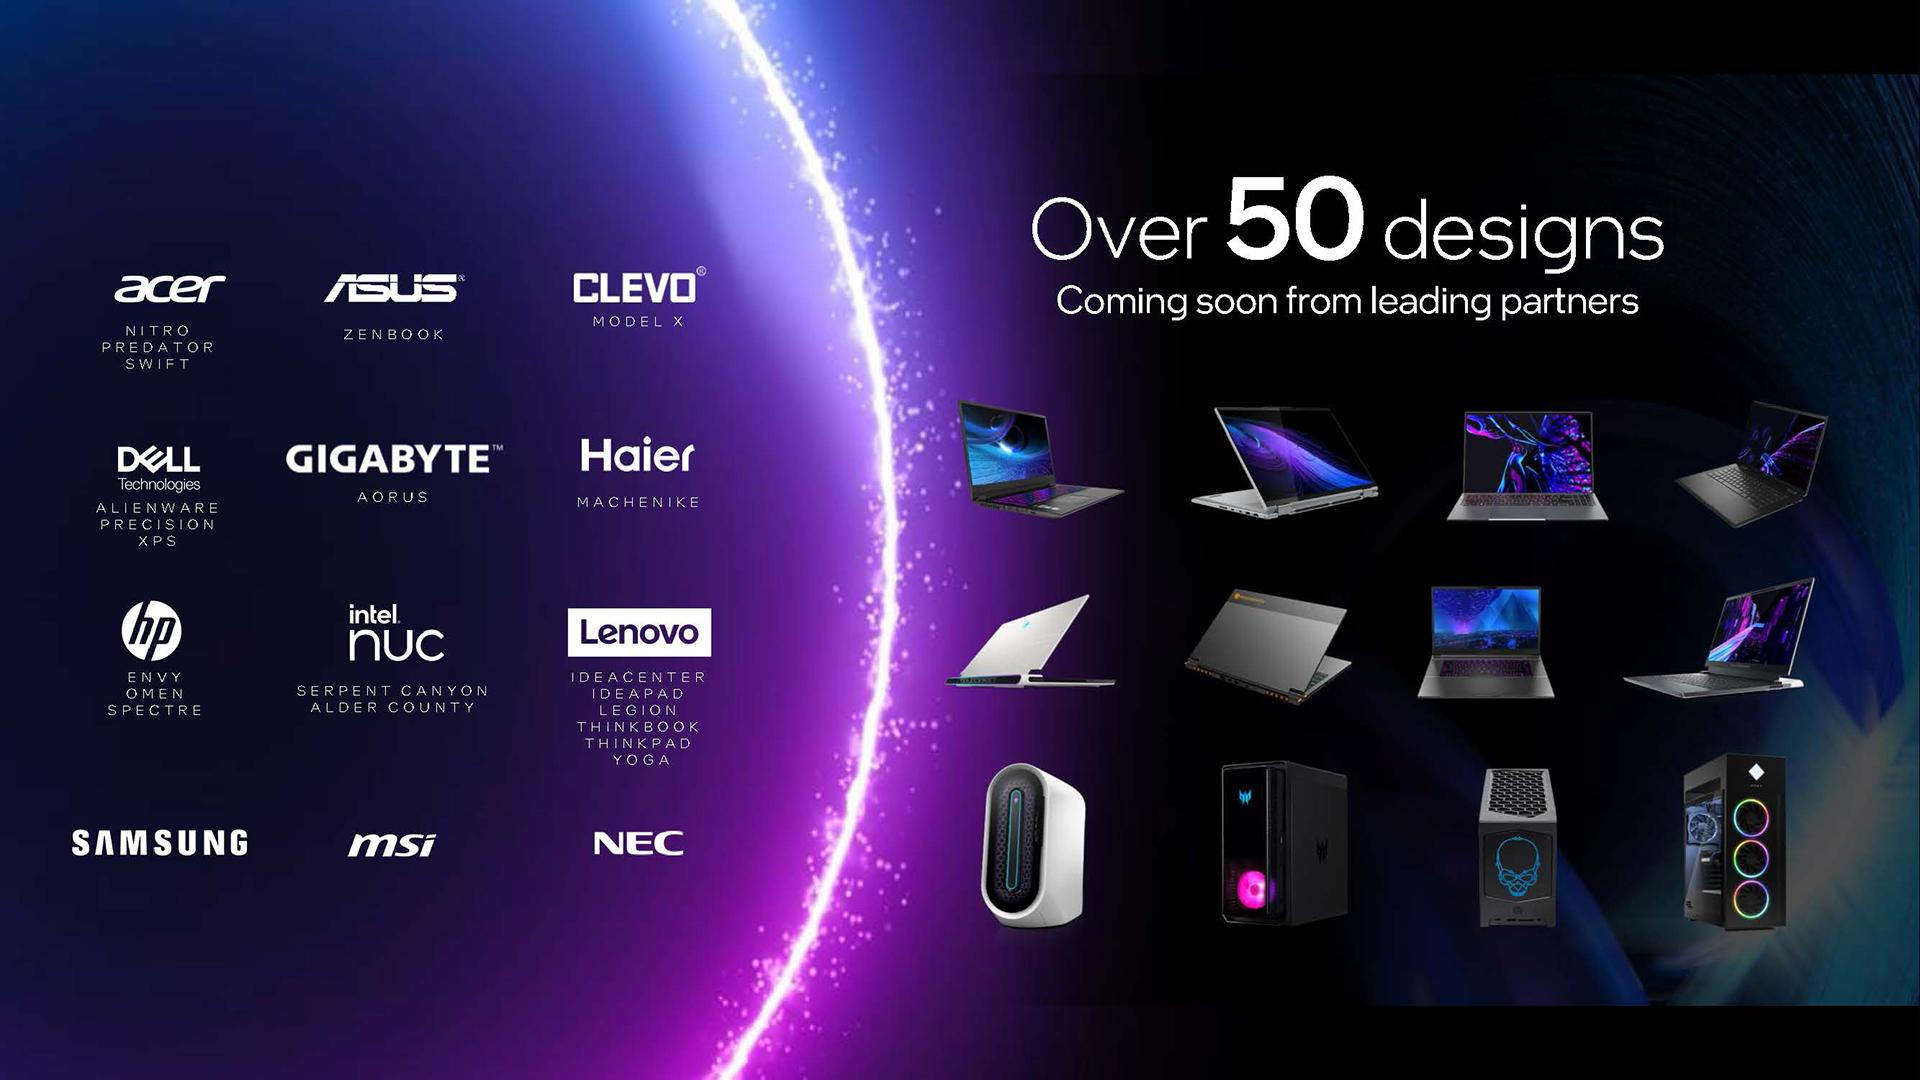 Over 50 designs
Coming soon from leading partners
acer
NITRO
PREDATOR
SWIFT
ASUS®
ZENBOOK
CLEVO®
MODEL X
DELL
Technologies
ALIENWARE
PRECISION
XPS
GIGABYTE™
AORUS
Haier
MACHENIKE
hp
ENVY
OMEN
SPECTRE
intel.
nuc
SERPENT CANYON
ALDER COUNTY
Lenovo
IDEACENTER
IDEAPAD
LEGION
THINKBOOK
THINKPAD
YOGA
SAMSUNG
msi
NEC